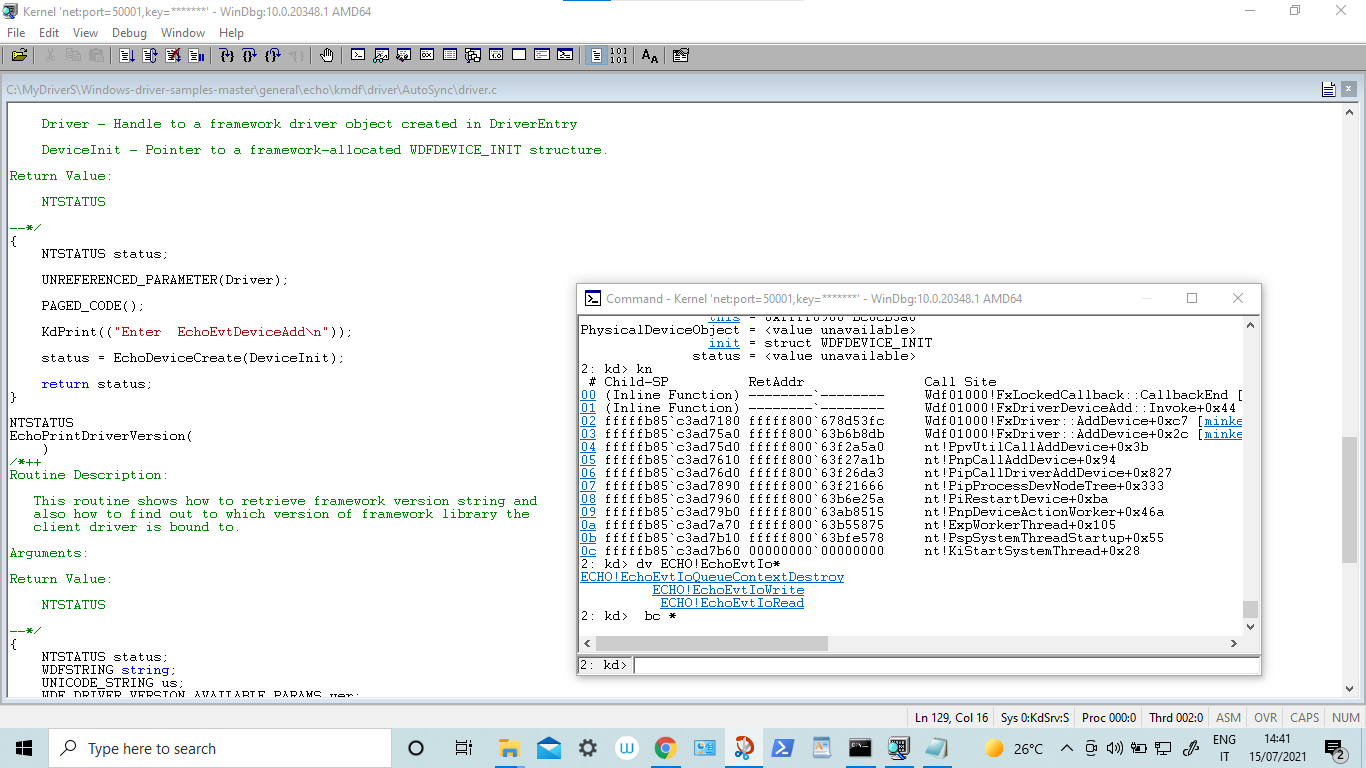 Kernel 'net:port=50001,key=*******' - WinDbg:10.0.20348.1 AMD64
File Edit View Debug Window Help
C:\MyDriverS\Windows-driver-samples-master\general\echo\kmdf\driver\AutoSync\driver.c
Driver - Handle to a framework driver object created in DriverEntry
DeviceInit - Pointer to a framework-allocated WDFDEVICE_INIT structure.
Return Value:
NTSTATUS
--*/
{
NTSTATUS status;
UNREFERENCED_PARAMETER(Driver);
PAGED_CODE();
KdPrint(("Enter  EchoEvtDeviceAdd\n"));
status = EchoDeviceCreate(DeviceInit);
return status;
}
NTSTATUS
EchoPrintDriverVersion(
)
/*++
Routine Description:
This routine shows how to retrieve framework version string and
also how to find out to which version of framework library the
client driver is bound to.
Arguments:
Return Value:
NTSTATUS
--*/
{
NTSTATUS status;
WDFSTRING string;
UNICODE_STRING us;
WDF_DRIVER_VERSION_AVAILABLE_PARAMS ver;
Command - Kernel 'net:port=50001,key=*******' - WinDbg:10.0.20348.1 AMD64
this =
PhysicalDeviceObject = <value unavailable>
init = struct WDFDEVICE_INIT
status = <value unavailable>
2: kd> kn
# Child-SP RetAddr Call Site
00 (Inline Function) --------`-------- Wdf01000!FxLockedCallback::CallbackEnd [
01 (Inline Function) --------`-------- Wdf01000!FxDriverDeviceAdd::Invoke+0x44
02 fffffb85`c3ad7180 fffff800`678d53fc Wdf01000!FxDriver::AddDevice+0xc7 [minke
03 fffffb85`c3ad75a0 fffff800`63b6b8db Wdf01000!FxDriver::AddDevice+0x2c [minke
04 fffffb85`c3ad75d0 fffff800`63f2a5a0 nt!PpvUtilCallAddDevice+0x3b
05 fffffb85`c3ad7610 fffff800`63f27a1b nt!PnpCallAddDevice+0x94
06 fffffb85`c3ad76d0 fffff800`63f26da3 nt!PipCallDriverAddDevice+0x827
07 fffffb85`c3ad7890 fffff800`63f21666 nt!PipProcessDevNodeTree+0x333
08 fffffb85`c3ad7960 fffff800`63b6e25a nt!PiRestartDevice+0xba
09 fffffb85`c3ad79b0 fffff800`63ab8515 nt!PnpDeviceActionWorker+0x46a
0a fffffb85`c3ad7a70 fffff800`63b55875 nt!ExpWorkerThread+0x105
0b fffffb85`c3ad7b10 fffff800`63bfe578 nt!PspSystemThreadStartup+0x55
0c fffffb85`c3ad7b60 00000000`00000000 nt!KiStartSystemThread+0x28
2: kd> dv ECHO!EchoEvtIo*
ECHO!EchoEvtIoQueueContextDestroy
ECHO!EchoEvtIoWrite
ECHO!EchoEvtIoRead
2: kd>  bc *
2: kd>
Ln 129, Col 16 Sys 0:KdSrv:S Proc 000:0 Thrd 002:0 ASM OVR CAPS NUM
Type here to search
26°C
ENG
IT
14:41
15/07/2021
2